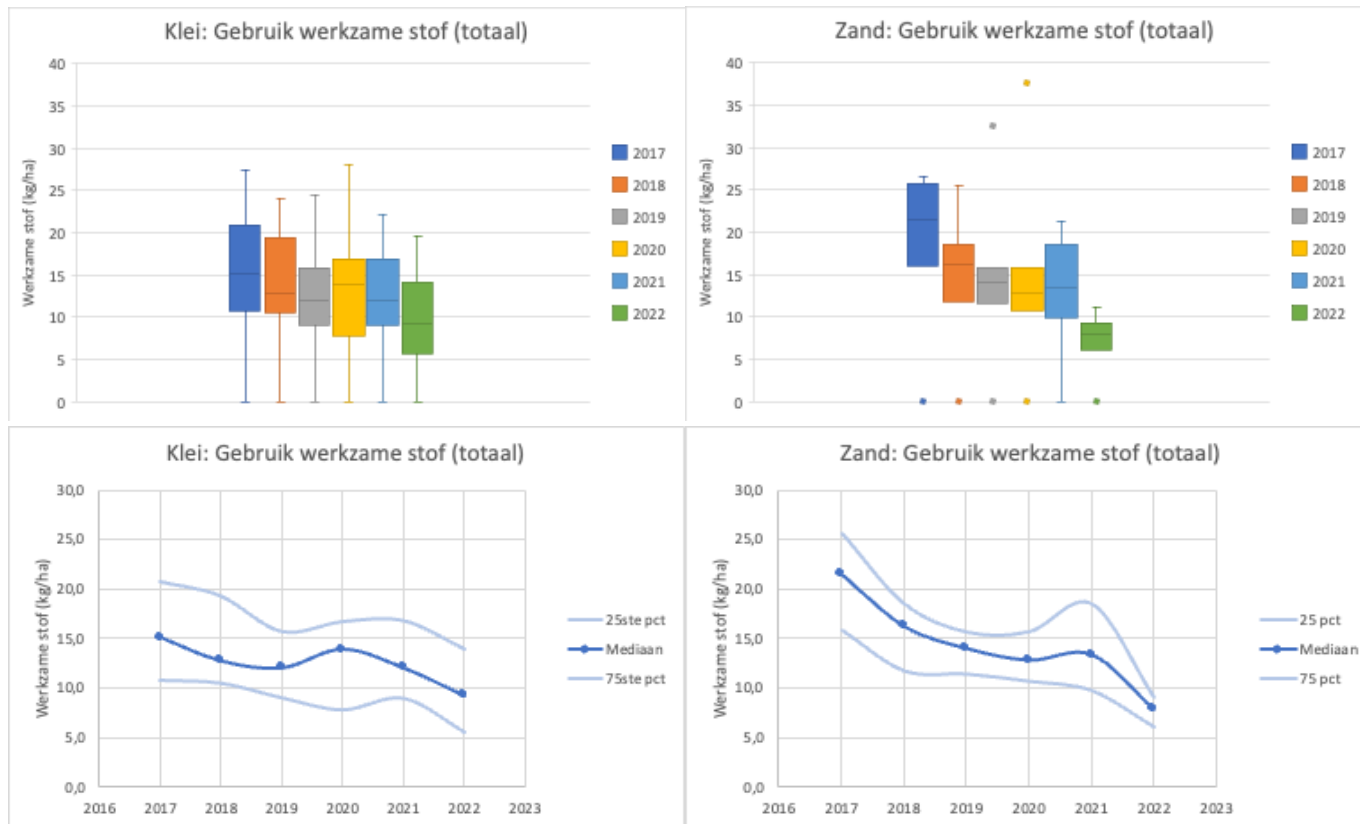 Klei: Gebruik werkzame stof (totaal)
Werkzame stof (kg/ha)
40
35
30
25
20
15
10
5
0
2017
2018
2019
2020
2021
2022
Zand: Gebruik werkzame stof (totaal)
Werkzame stof (kg/ha)
40
35
30
25
20
15
10
5
0
2017
2018
2019
2020
2021
2022
Klei: Gebruik werkzame stof (totaal)
Werkzame stof (kg/ha)
30,0
25,0
20,0
15,0
10,0
5,0
0,0
2016 2017 2018 2019 2020 2021 2022 2023
25ste pct
Mediaan
75ste pct
Zand: Gebruik werkzame stof (totaal)
Werkzame stof (kg/ha)
30,0
25,0
20,0
15,0
10,0
5,0
0,0
2016 2017 2018 2019 2020 2021 2022 2023
25 pct
Mediaan
75 pct